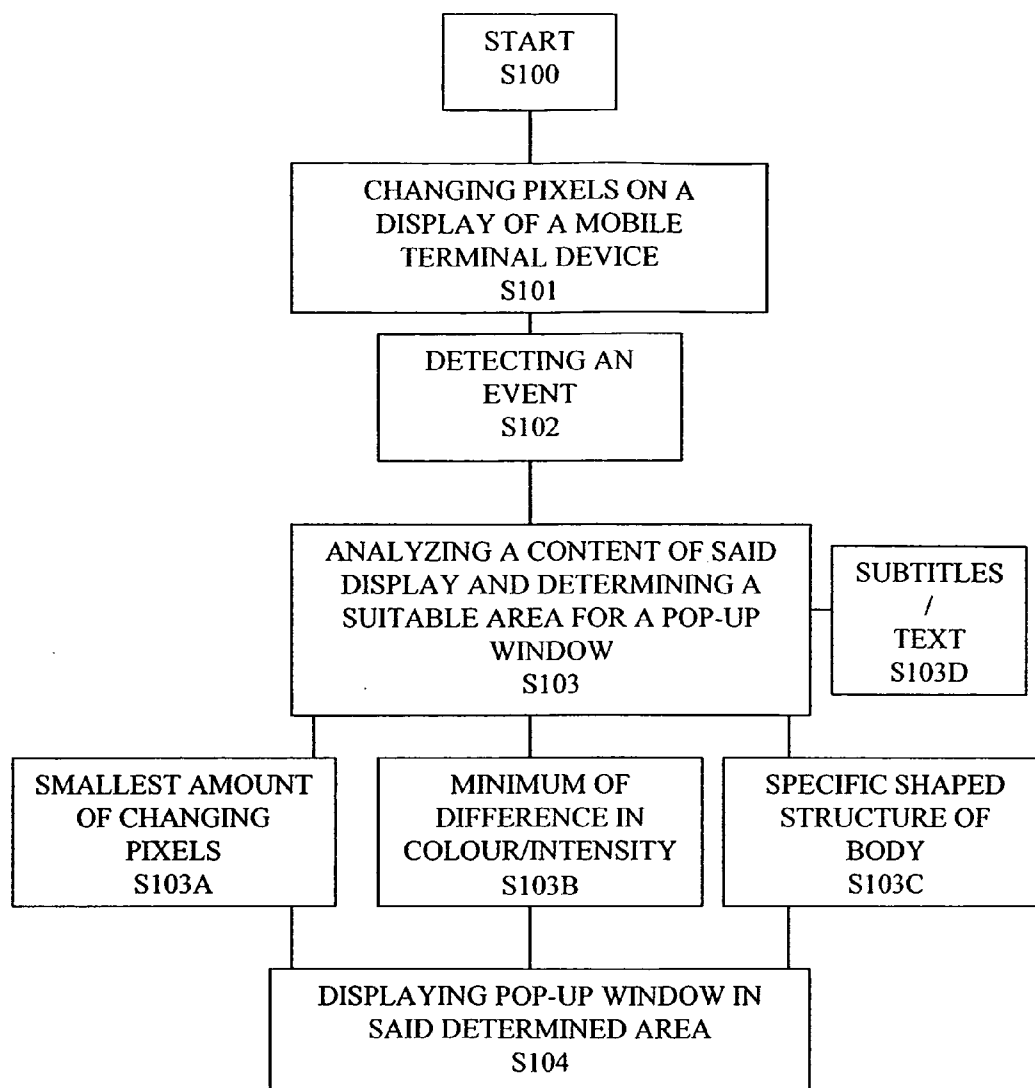 START
S100
CHANGING PIXELS ON A
DISPLAY OF A MOBILE
TERMINAL DEVICE
S101
DETECTING AN
EVENT
S102
ANALYZING A CONTENT OF SAID
DISPLAY AND DETERMINING A
SUITABLE AREA FOR A POP-UP
WINDOW
S103
SUBTITLES
/
TEXT
S103D
SMALLEST AMOUNT
OF CHANGING
PIXELS
S103A
MINIMUM OF
DIFFERENCE IN
COLOUR/INTENSITY
S103B
SPECIFIC SHAPED
STRUCTURE OF
BODY
S103C
DISPLAYING POP-UP WINDOW IN
SAID DETERMINED AREA
S104